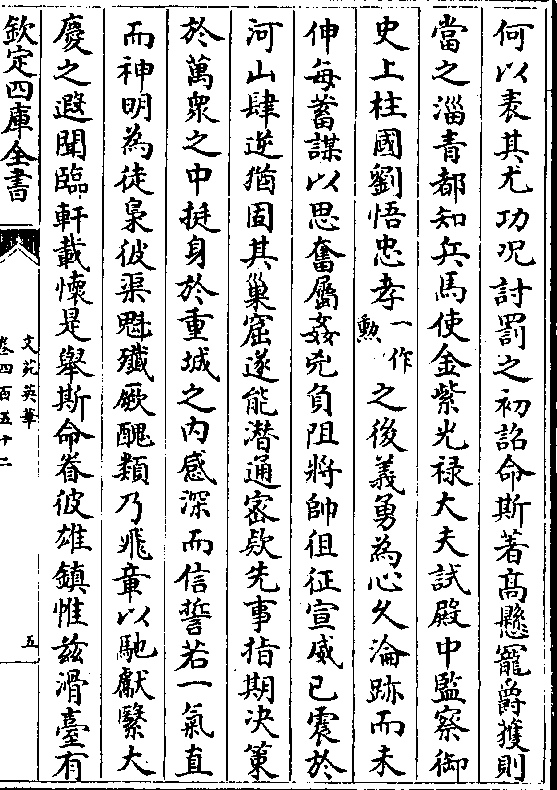 何以表其尤功况討罰之初詔命斯著髙懸寵爵獲則
當之淄青都知兵馬使金紫光禄大夫試殿中監察御
史上柱國劉悟忠孝一作勲之後義勇為心久淪跡而未
伸每蓄謀以思奮屬姦兇負阻將帥徂征宣威已震於
河山肆逆猶固其巢窟遂能潛通密欵先事指期決策
於萬衆之中挺身於重城之内感深而信誓若一氣直
而神明為徒梟彼渠魁殲厥醜類乃飛章以馳獻繄大
慶之遐聞臨軒載懷是舉斯命眷彼雄鎮惟兹滑臺有
欽定四庫全書
文苑英華
卷四百五十二
五